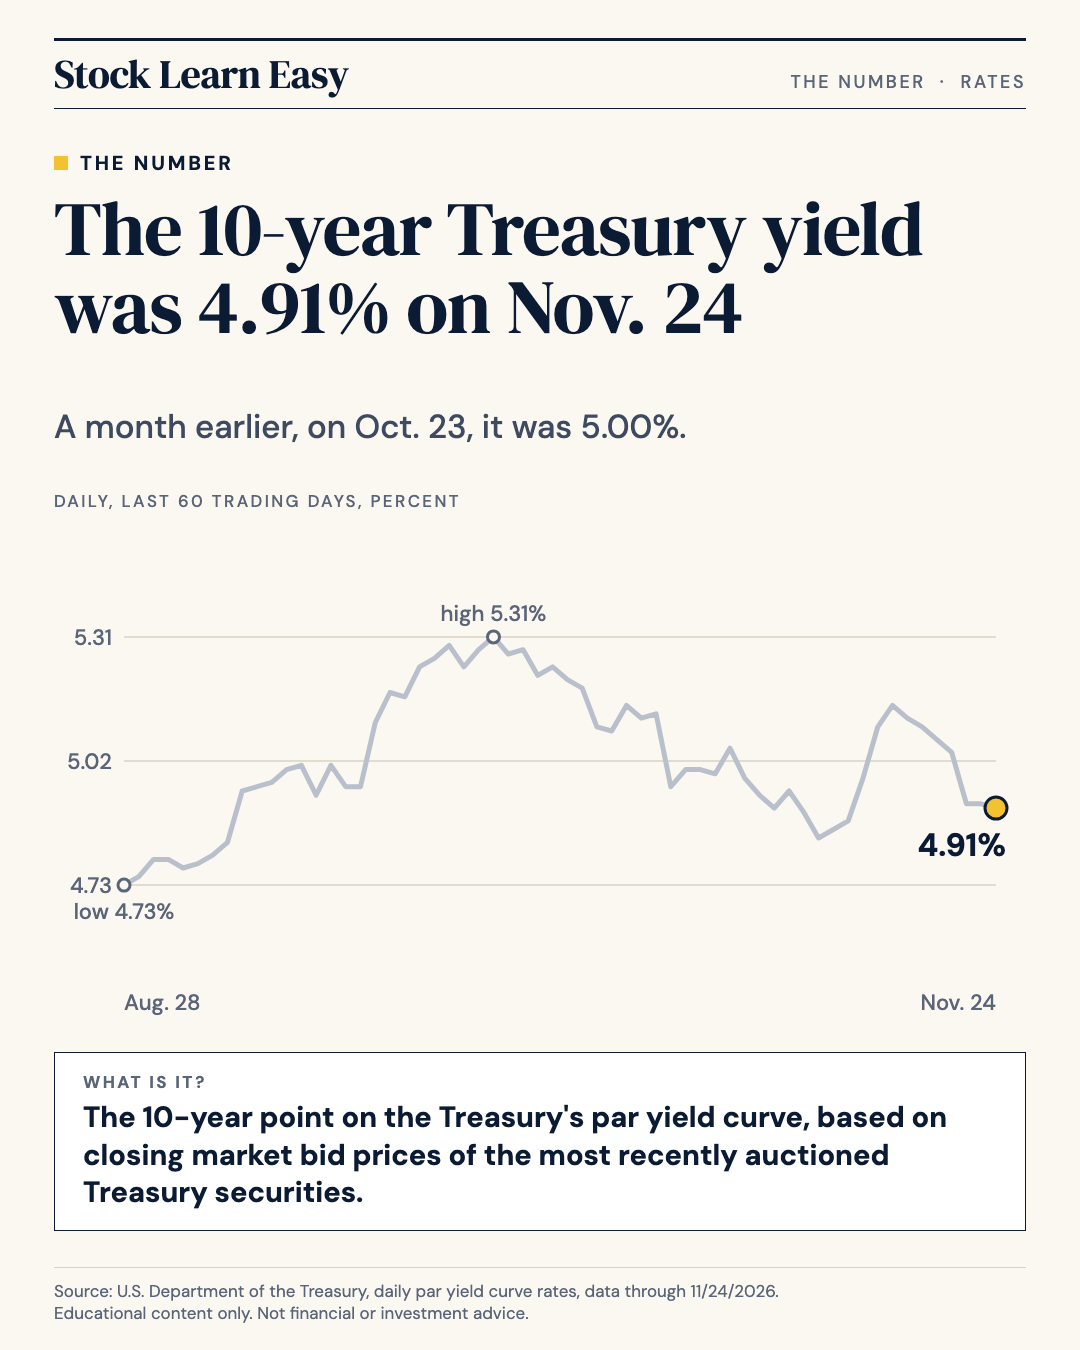 Stock Learn Easy
THE NUMBER · RATES
THE NUMBER
The 10-year Treasury yield
was 4.91% on Nov. 24
A month earlier, on Oct. 23, it was 5.00%.
DAILY, LAST 60 TRADING DAYS, PERCENT
high 5.31%
5.31
5.02
4.91%
4.73
low 4.73%
Aug. 28
Nov. 24
WHAT IS IT?
The 10-year point on the Treasury's par yield curve, based on
closing market bid prices of the most recently auctioned
Treasury securities.
Source: U.S. Department of the Treasury, daily par yield curve rates, data through 11/24/2026.
Educational content only. Not financial or investment advice.